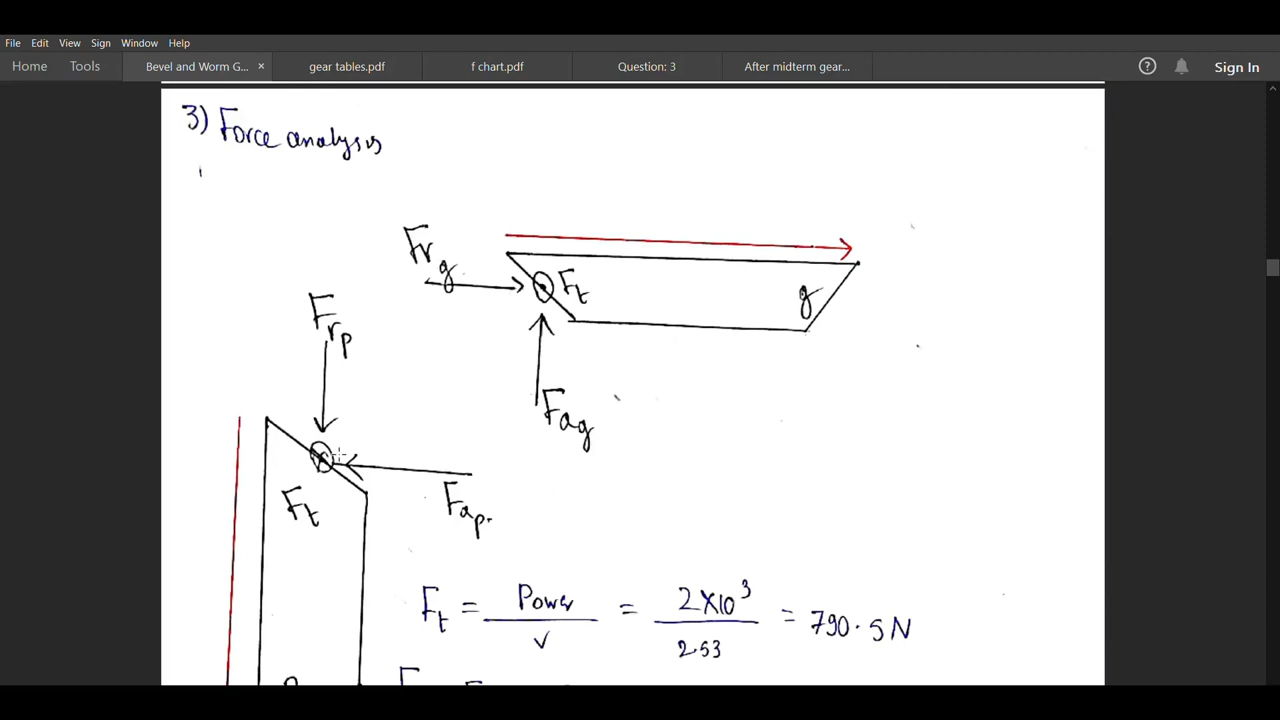 File Edit View Sign Window Help
Home Tools Bevel and Worm G... × gear tables.pdf f chart.pdf Question: 3 After midterm gear... ? Sign In
3) Force analysis
Frg
Ft
g
Frp
Fag
Ft
Fap.
Ft = Power / v = 2×10^3 / 2.53 = 790.5N